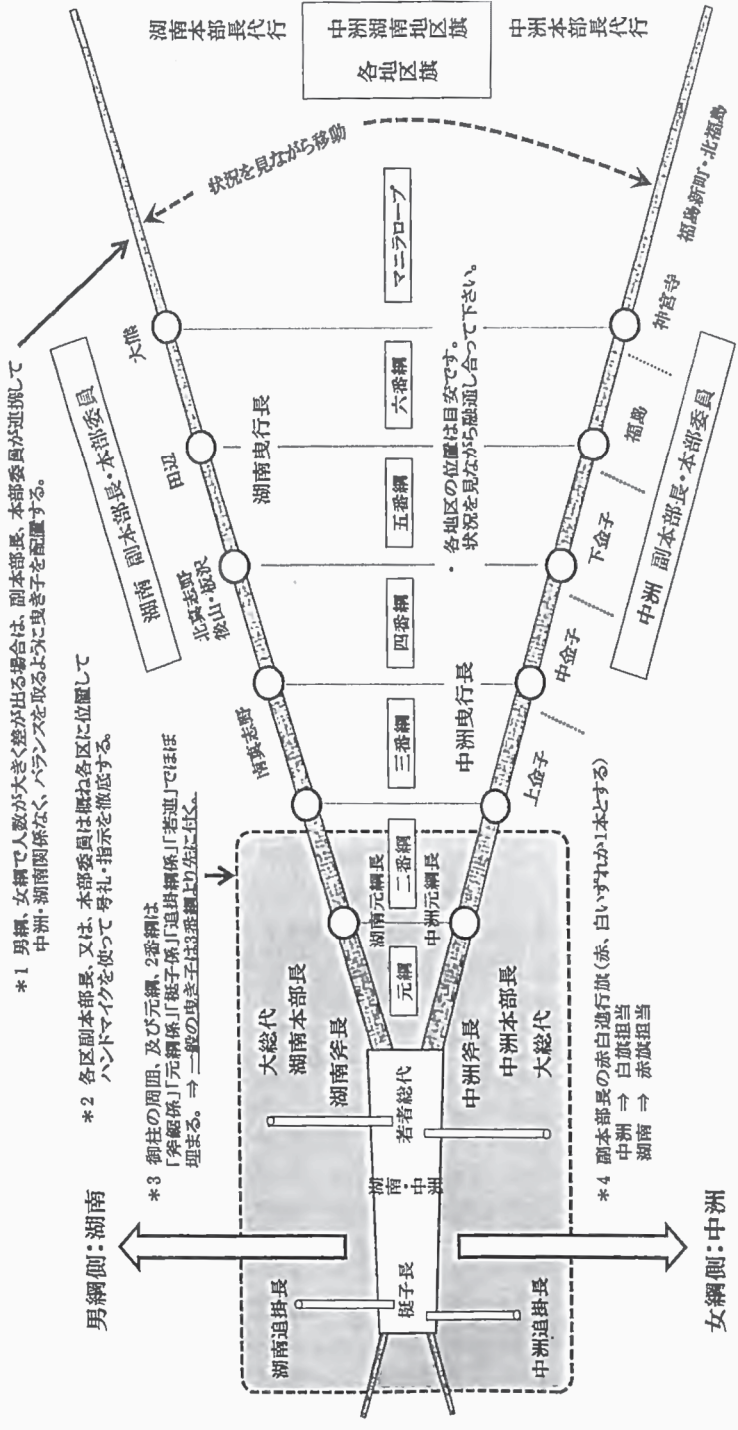 *1 男綱、女綱で人数が大きく差が出る場合は、副本部長、本部委員が連携して
中洲・湖南関係なく、バランスを取るように曳き子を配置する。
*2 各区副本部長、又は、本部委員は概ね各区に位置して
ハンドマイクを使って 号礼・指示を徹底する。
*3 御柱の周囲、及び元綱、2番綱は
「斧駆係」「元綱係」「梃子係」「追掛綱係」「若連」でほぼ
埋まる。⇒ 一般の曳き子は3番綱より先に付く。
男綱側：湖南
湖南 副本部長・本部委員
大熊
田辺
北真志野
後山・板沢
南真志野
状況を見ながら移動
湖南本部長代行
中洲湖南地区旗
各地区旗
中洲本部長代行
湖南曳行長
マニラロープ
六番綱
五番綱
四番綱
三番綱
二番綱
元綱
・ 各地区の位置は目安です。
状況を見ながら融通し合って下さい。
中洲曳行長
湖南元綱長
中洲元綱長
大総代
湖南本部長
湖南斧長
湖南追掛長
若者総代
湖南・中洲
梃子長
中洲斧長
中洲本部長
大総代
中洲追掛長
上金子
中金子
下金子
福島
神宮寺
福島新町・北福島
中洲 副本部長・本部委員
*4 副本部長の赤白進行旗(赤、白いずれか1本とする)
中洲 ⇒ 白旗担当
湖南 ⇒ 赤旗担当
女綱側：中洲